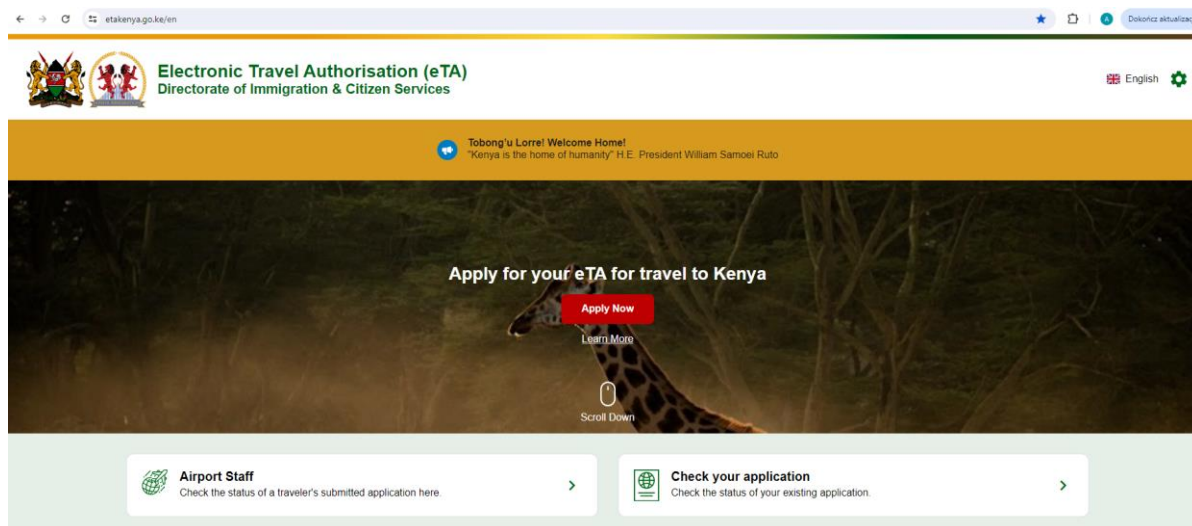 etakenya.go.ke/en
A
Dokończ aktualizac
Electronic Travel Authorisation (eTA)
Directorate of Immigration & Citizen Services
English
Tobong'u Lorre! Welcome Home!
"Kenya is the home of humanity" H.E. President William Samoei Ruto
Apply for your eTA for travel to Kenya
Apply Now
Learn More
Scroll Down
Airport Staff
Check the status of a traveler's submitted application here.
Check your application
Check the status of your existing application.